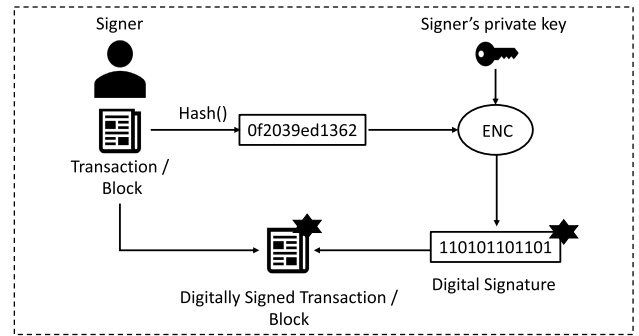 Signer
Signer's private key
Hash()
0f2039ed1362
ENC
Transaction /
Block
110101101101
Digital Signature
Digitally Signed Transaction /
Block